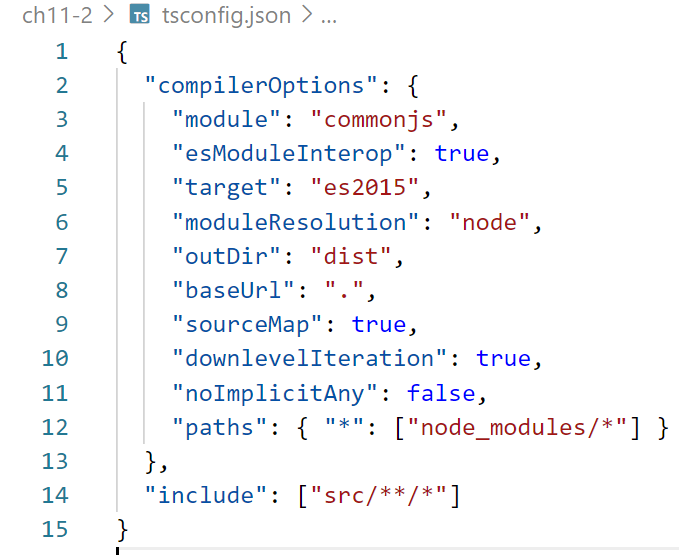 ch11-2 > TS tsconfig.json > ...
1 {
2   "compilerOptions": {
3     "module": "commonjs",
4     "esModuleInterop": true,
5     "target": "es2015",
6     "moduleResolution": "node",
7     "outDir": "dist",
8     "baseUrl": ".",
9     "sourceMap": true,
10     "downlevelIteration": true,
11     "noImplicitAny": false,
12     "paths": { "*": ["node_modules/*"] }
13   },
14   "include": ["src/**/*"]
15 }